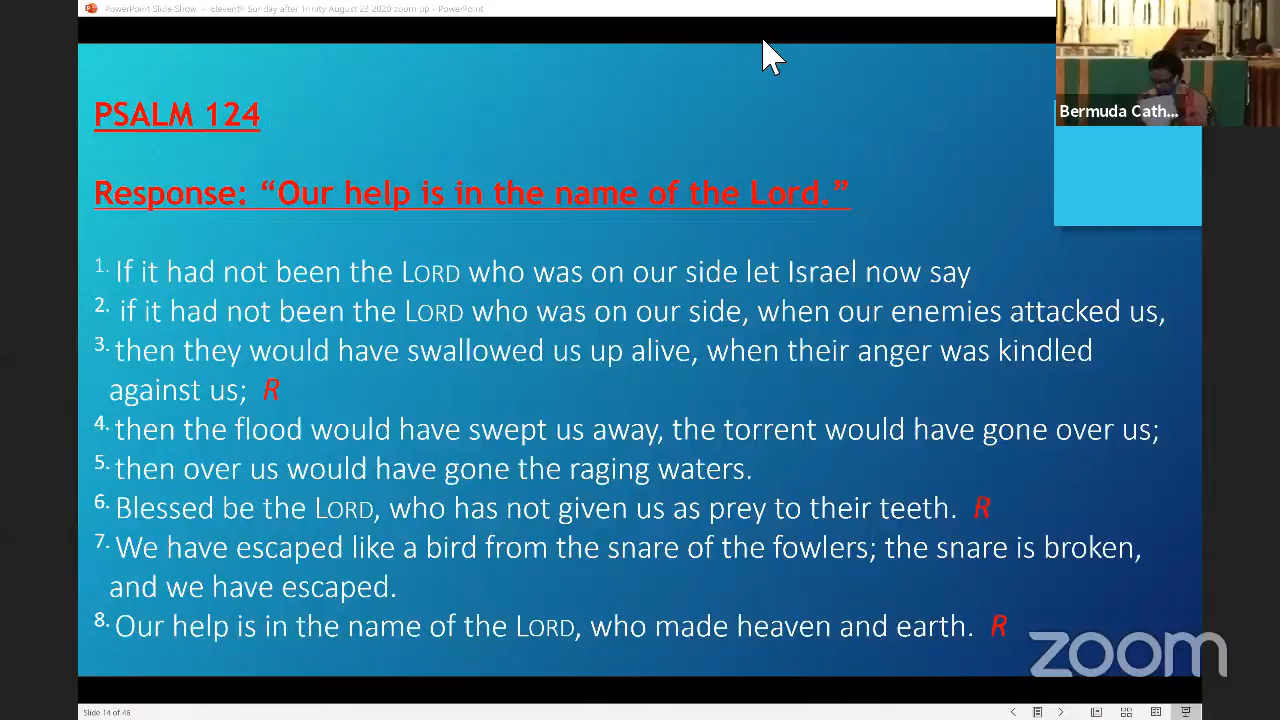 PowerPoint Slide Show - Eleventh Sunday after Trinity August 23 2020 zoom pp - PowerPoint
Bermuda Cath...
PSALM 124
Response: “Our help is in the name of the Lord.”
1. If it had not been the LORD who was on our side let Israel now say
2. if it had not been the LORD who was on our side, when our enemies attacked us,
3. then they would have swallowed us up alive, when their anger was kindled
against us; R
4. then the flood would have swept us away, the torrent would have gone over us;
5. then over us would have gone the raging waters.
6. Blessed be the LORD, who has not given us as prey to their teeth. R
7. We have escaped like a bird from the snare of the fowlers; the snare is broken,
and we have escaped.
8. Our help is in the name of the LORD, who made heaven and earth. R
zoom
Slide 14 of 46